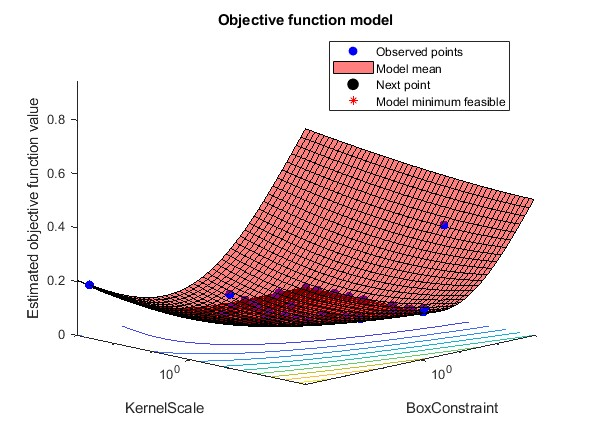 Objective function model
Observed points
Model mean
Next point
Model minimum feasible
Estimated objective function value
0.8
0.6
0.4
0.2
0
10^0
10^0
KernelScale
BoxConstraint